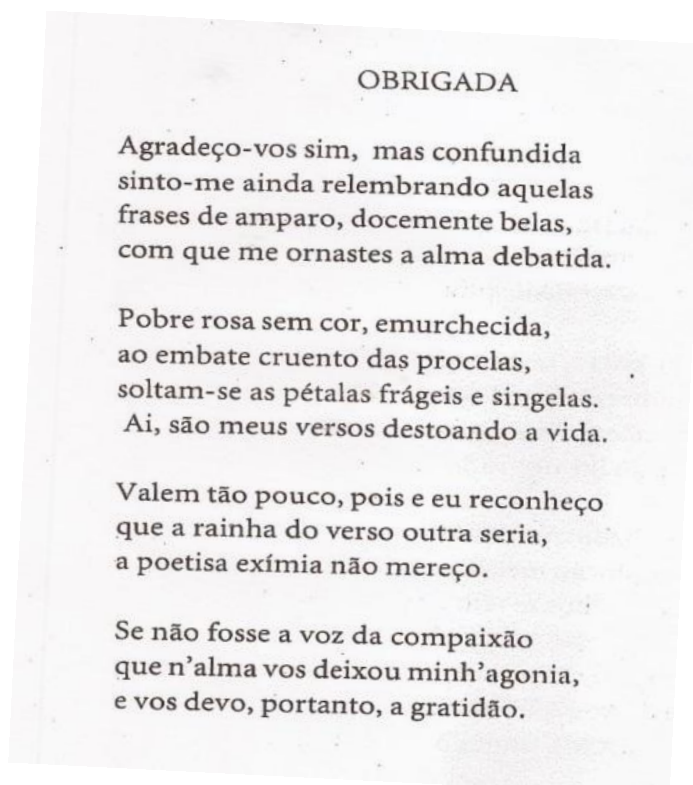 OBRIGADA
Agradeço-vos sim, mas confundida
sinto-me ainda relembrando aquelas
frases de amparo, docemente belas,
com que me ornastes a alma debatida.
Pobre rosa sem cor, emurchecida,
ao embate cruento das procelas,
soltam-se as pétalas frágeis e singelas.
Ai, são meus versos destoando a vida.
Valem tão pouco, pois e eu reconheço
que a rainha do verso outra seria,
a poetisa exímia não mereço.
Se não fosse a voz da compaixão
que n’alma vos deixou minh’agonia,
e vos devo, portanto, a gratidão.